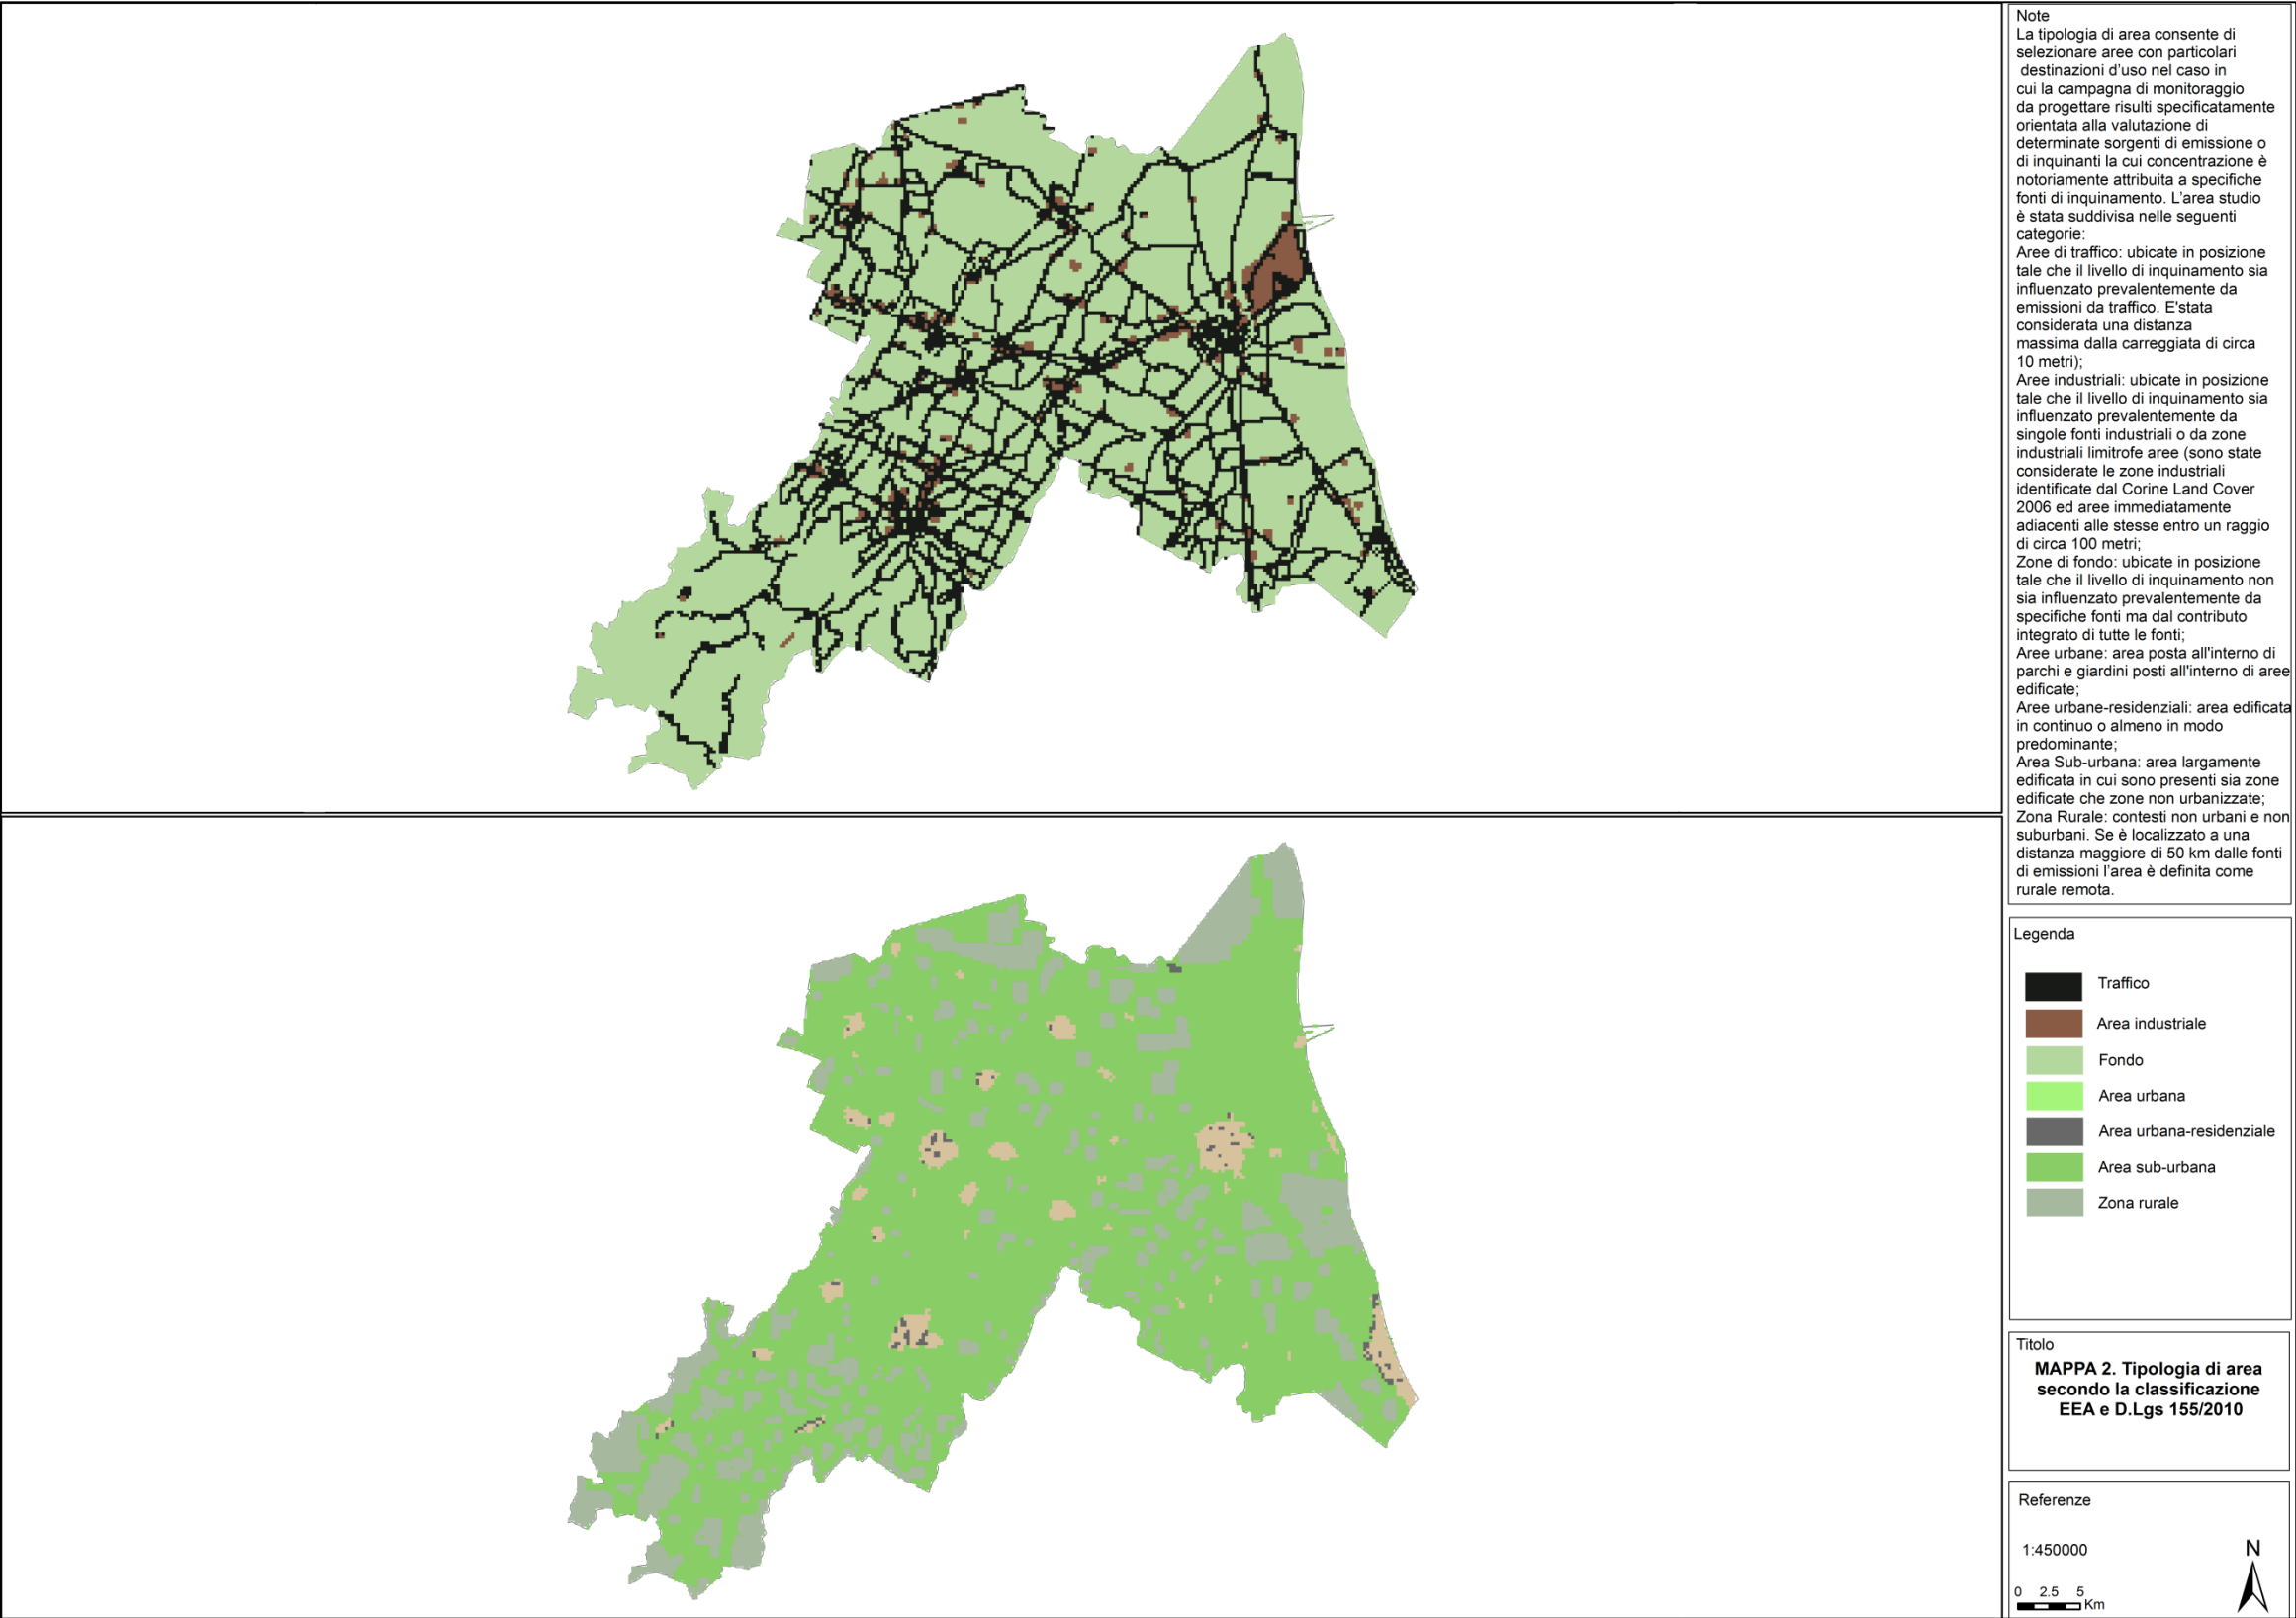 Note
La tipologia di area consente di
selezionare aree con particolari
destinazioni d'uso nel caso in
cui la campagna di monitoraggio
da progettare risulti specificatamente
orientata alla valutazione di
determinate sorgenti di emissione o
di inquinanti la cui concentrazione è
notoriamente attribuita a specifiche
fonti di inquinamento. L'area studio
è stata suddivisa nelle seguenti
categorie:
Aree di traffico: ubicate in posizione
tale che il livello di inquinamento sia
influenzato prevalentemente da
emissioni da traffico. E'stata
considerata una distanza
massima dalla carreggiata di circa
10 metri);
Aree industriali: ubicate in posizione
tale che il livello di inquinamento sia
influenzato prevalentemente da
singole fonti industriali o da zone
industriali limitrofe aree (sono state
considerate le zone industriali
identificate dal Corine Land Cover
2006 ed aree immediatamente
adiacenti alle stesse entro un raggio
di circa 100 metri;
Zone di fondo: ubicate in posizione
tale che il livello di inquinamento non
sia influenzato prevalentemente da
specifiche fonti ma dal contributo
integrato di tutte le fonti;
Aree urbane: area posta all'interno di
parchi e giardini posti all'interno di aree
edificate;
Aree urbane-residenziali: area edificata
in continuo o almeno in modo
predominante;
Area Sub-urbana: area largamente
edificata in cui sono presenti sia zone
edificate che zone non urbanizzate;
Zona Rurale: contesti non urbani e non
suburbani. Se è localizzato a una
distanza maggiore di 50 km dalle fonti
di emissioni l'area è definita come
rurale remota.
Legenda
Traffico
Area industriale
Fondo
Area urbana
Area urbana-residenziale
Area sub-urbana
Zona rurale
Titolo
MAPPA 2. Tipologia di area
secondo la classificazione
EEA e D.Lgs 155/2010
Referenze
1:450000
N
0 2.5 5
Km